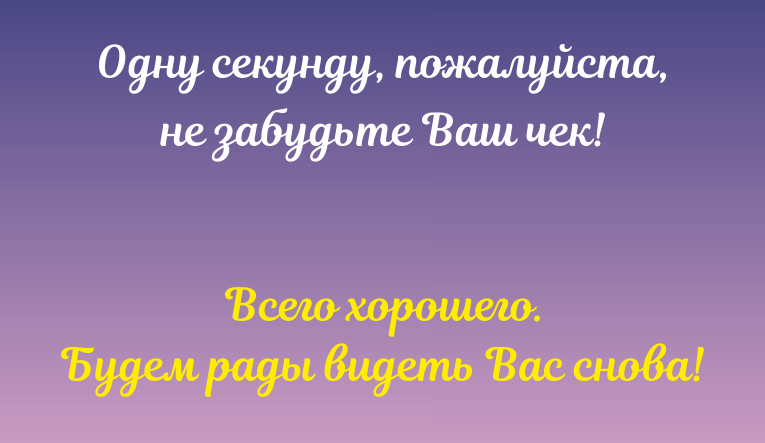 Одну секунду, пожалуйста,
не забудьте Ваш чек!
Всего хорошего.
Будем рады видеть Вас снова!